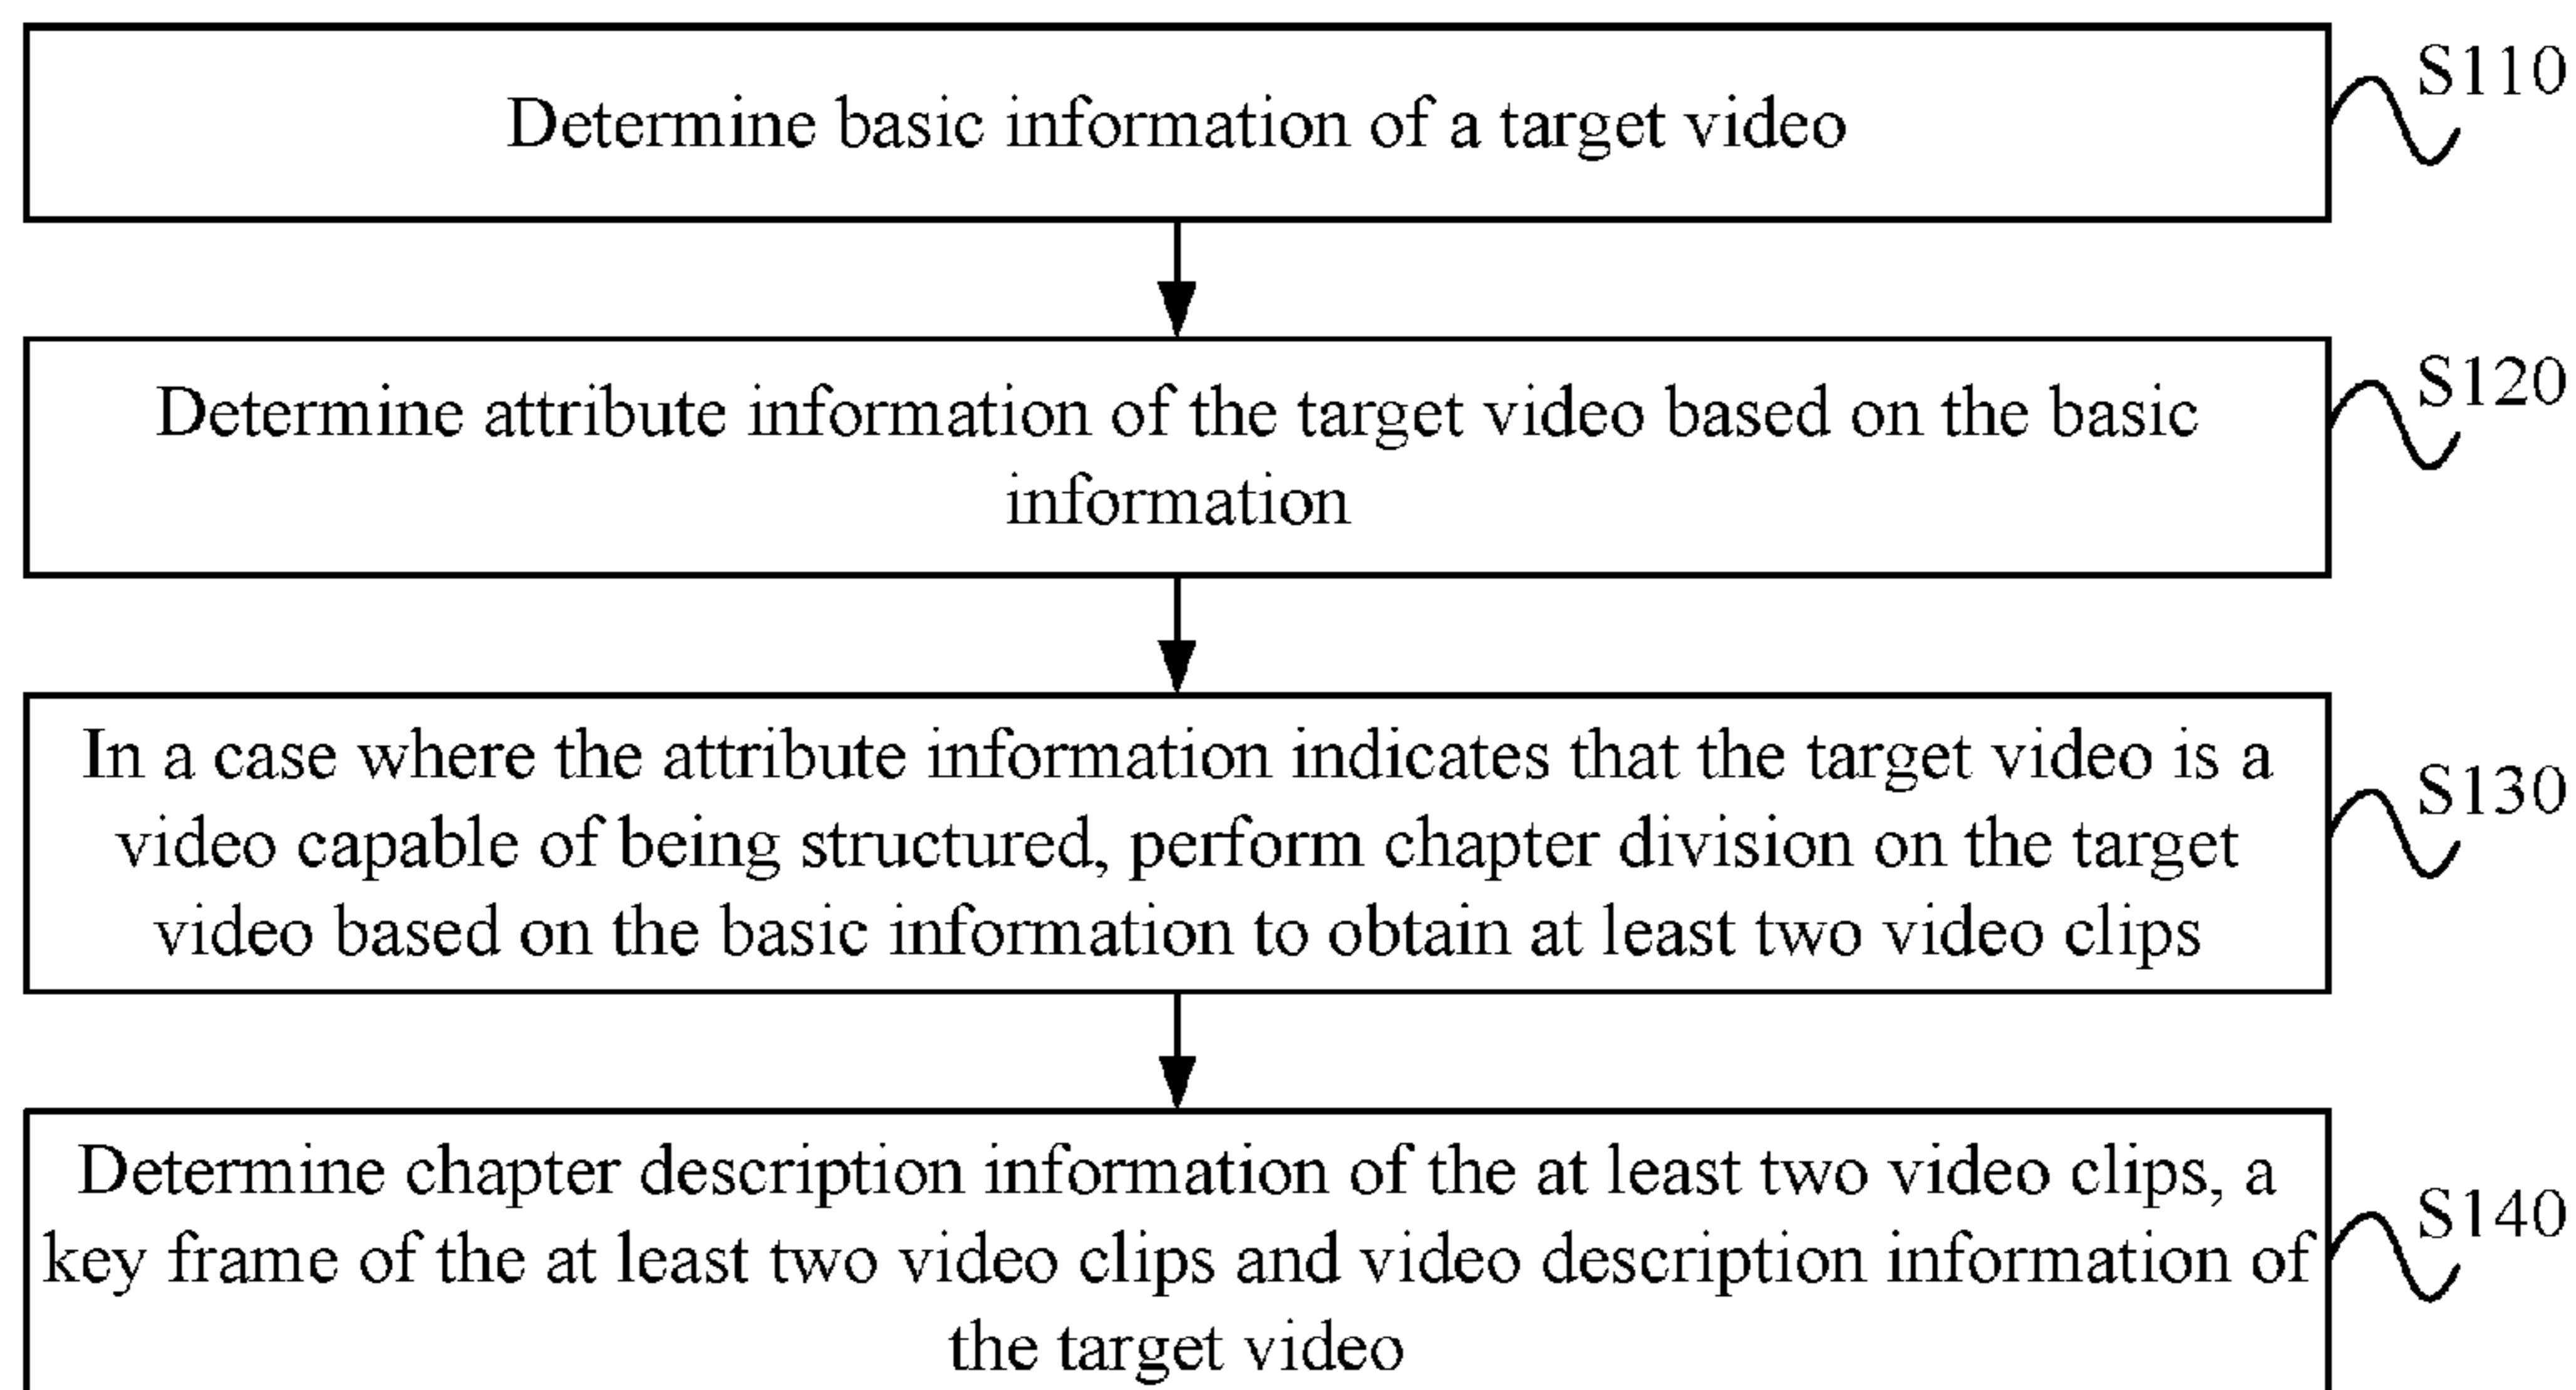 Determine basic information of a target video
S110
Determine attribute information of the target video based on the basic
information
S120
In a case where the attribute information indicates that the target video is a
video capable of being structured, perform chapter division on the target
video based on the basic information to obtain at least two video clips
S130
Determine chapter description information of the at least two video clips, a
key frame of the at least two video clips and video description information of
the target video
S140